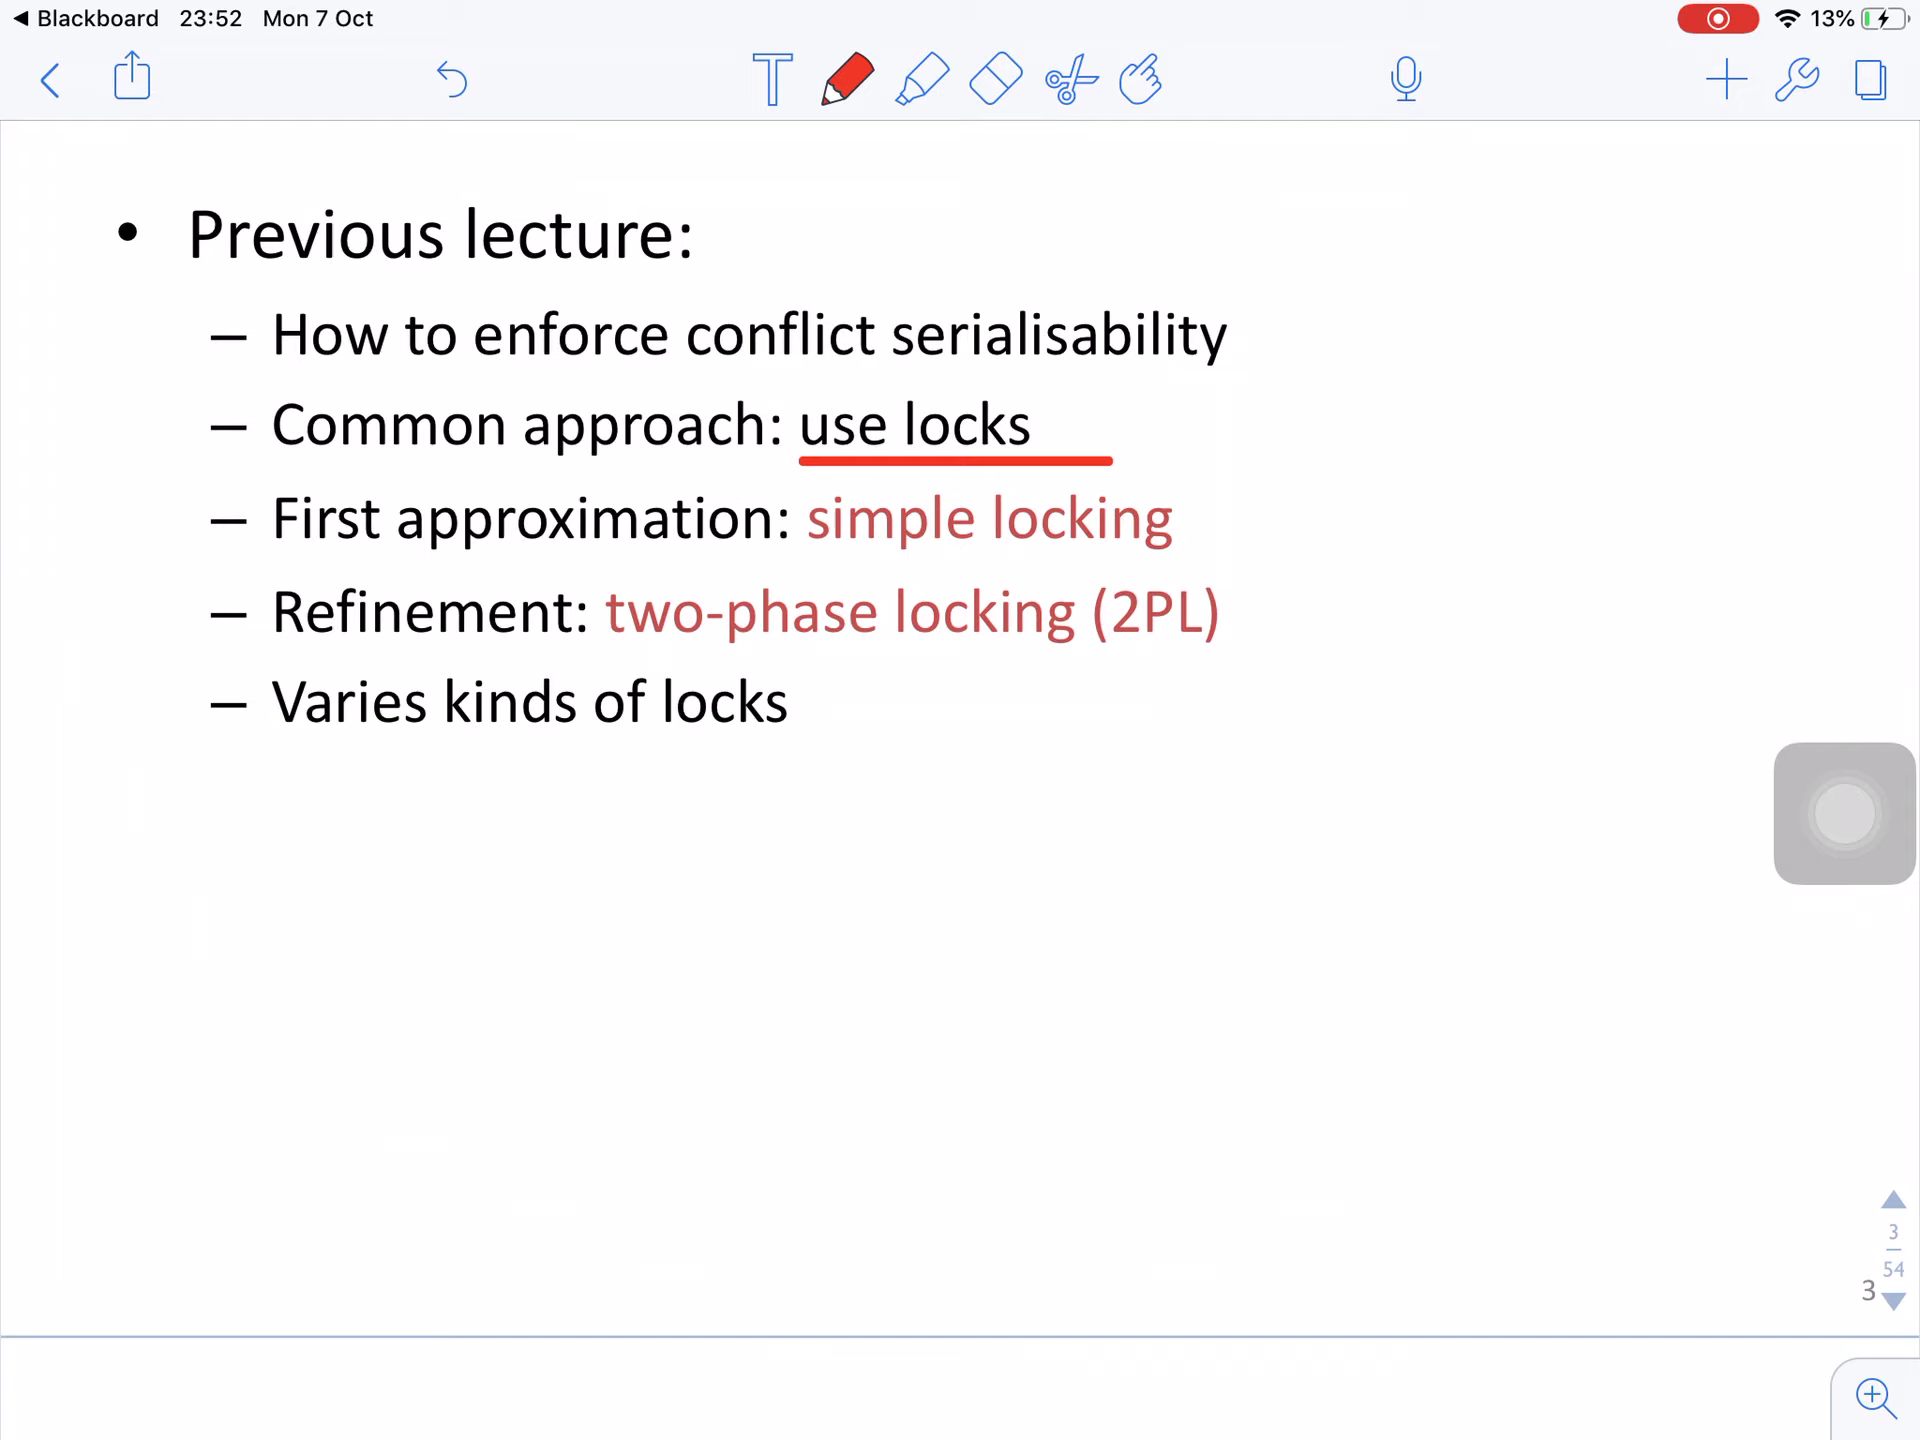 ◀ Blackboard 23:52 Mon 7 Oct 13%
• Previous lecture:
– How to enforce conflict serialisability
– Common approach: use locks
– First approximation: simple locking
– Refinement: two-phase locking (2PL)
– Varies kinds of locks
3
54
3